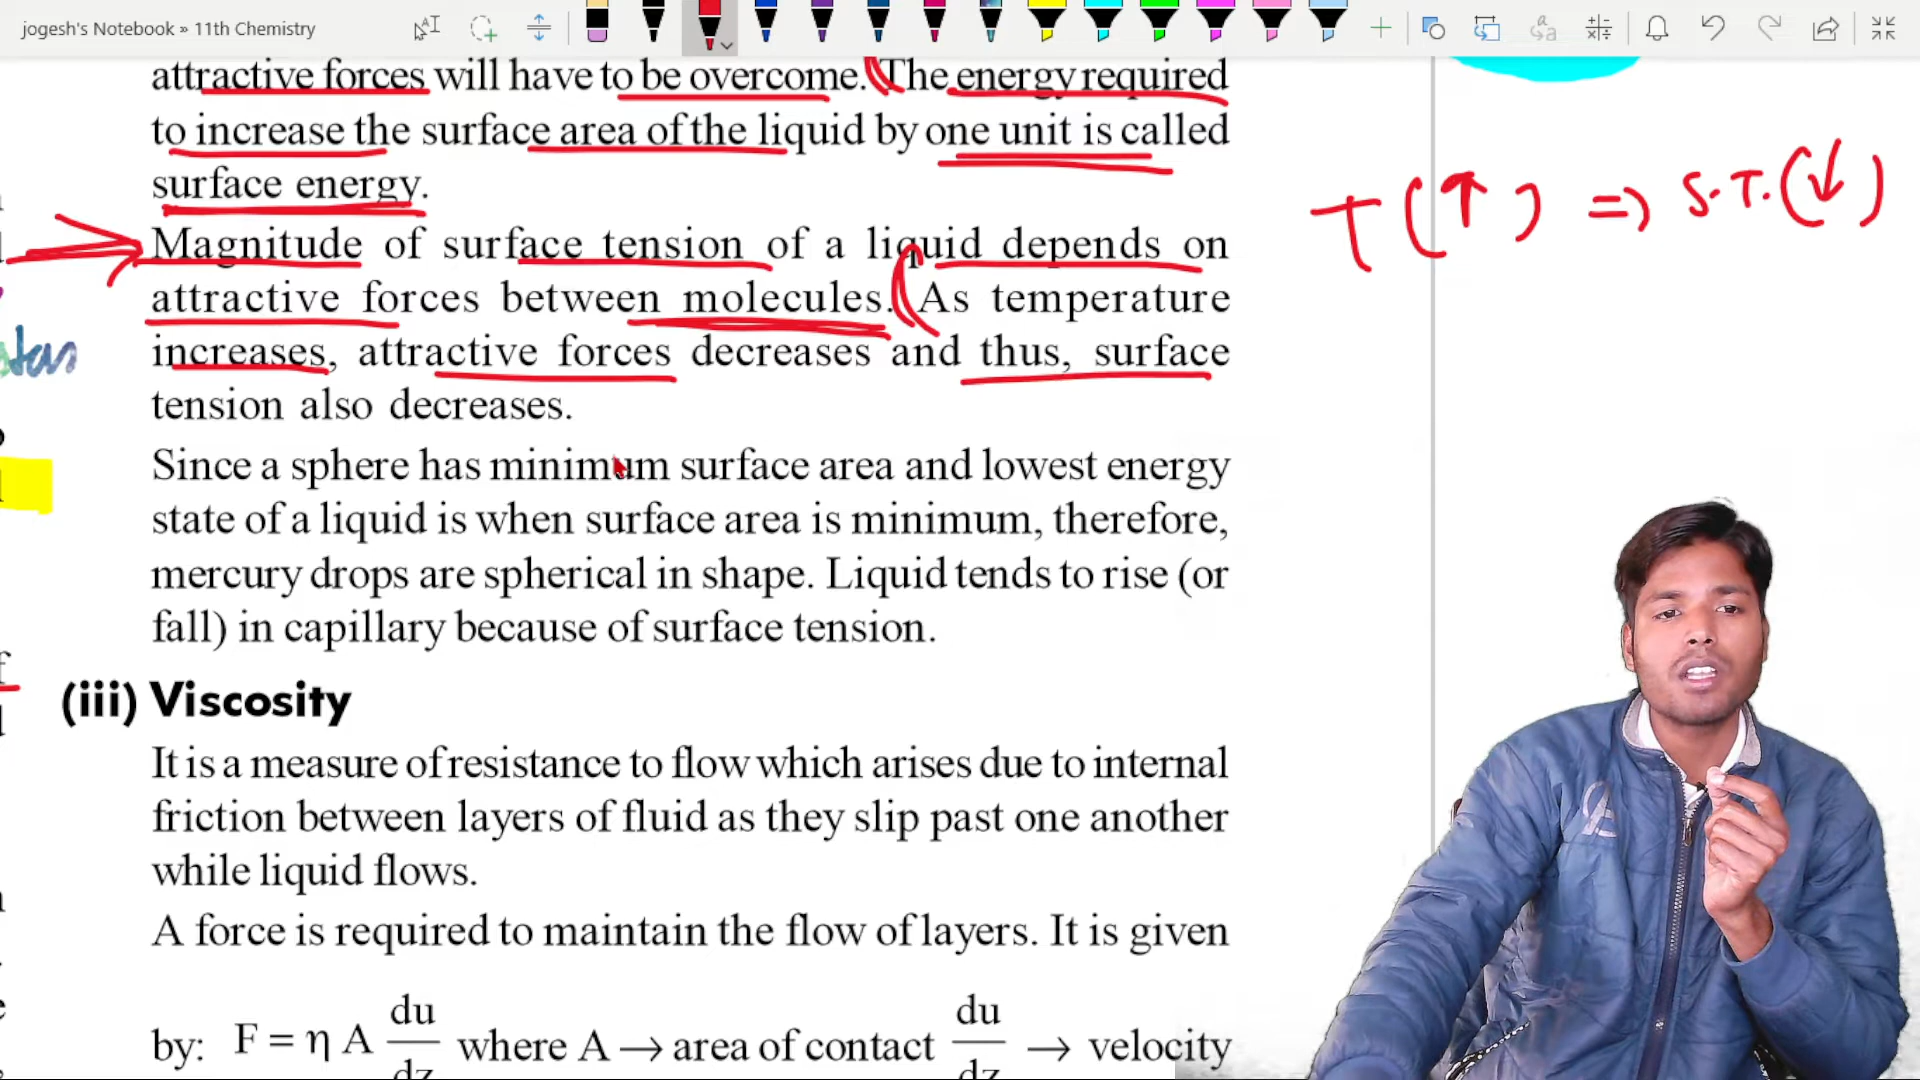 jogesh's Notebook » 11th Chemistry
attractive forces will have to be overcome. The energy required
to increase the surface area of the liquid by one unit is called
surface energy.
T (↑) => S.T. (↓)
Magnitude of surface tension of a liquid depends on
attractive forces between molecules. As temperature
increases, attractive forces decreases and thus, surface
tension also decreases.
Since a sphere has minimum surface area and lowest energy
state of a liquid is when surface area is minimum, therefore,
mercury drops are spherical in shape. Liquid tends to rise (or
fall) in capillary because of surface tension.
(iii) Viscosity
It is a measure of resistance to flow which arises due to internal
friction between layers of fluid as they slip past one another
while liquid flows.
A force is required to maintain the flow of layers. It is given
by: F = η A du/dz where A → area of contact du/dz → velocity